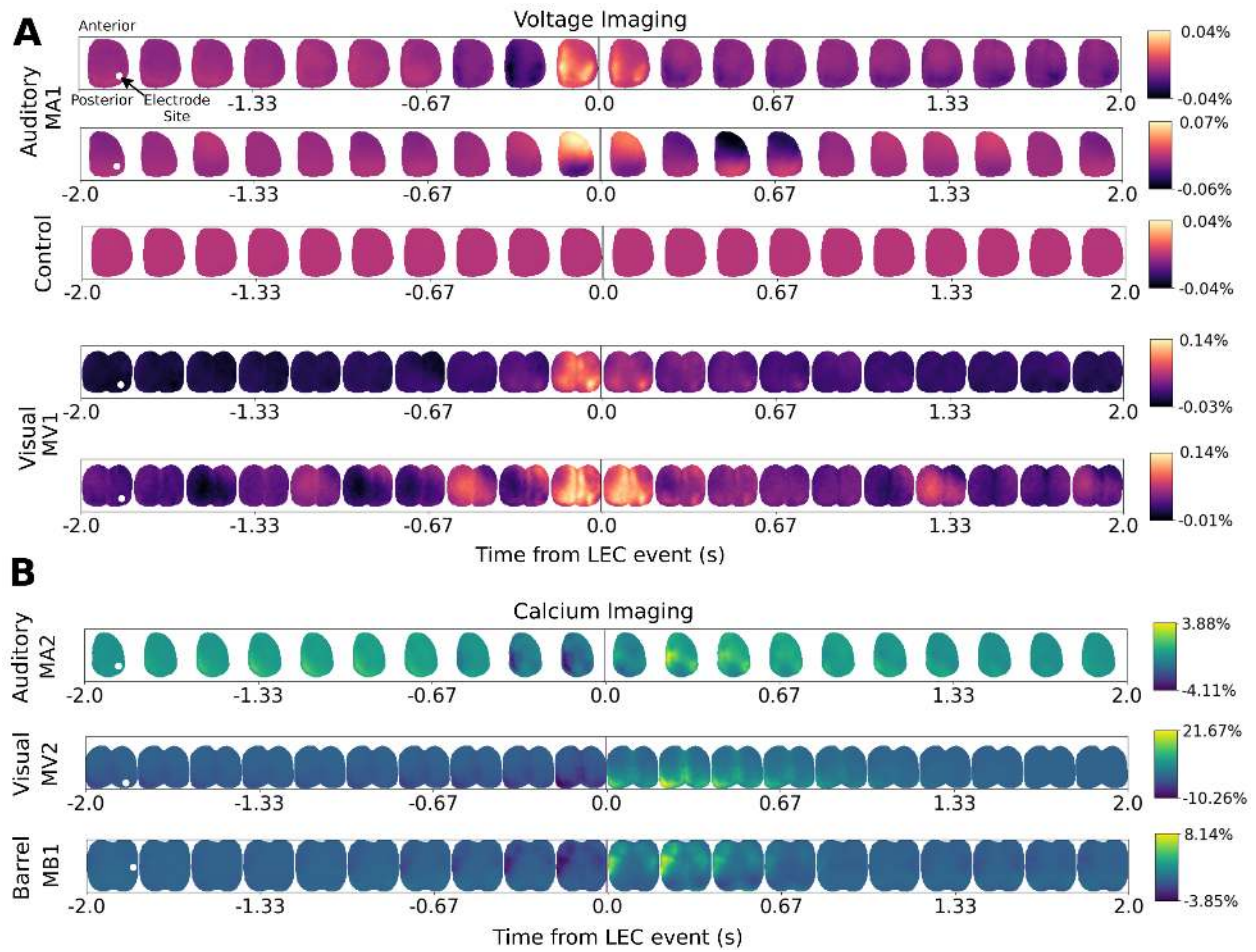 A
Voltage Imaging
Anterior
Posterior
Electrode
Site
Auditory
MA1
-1.33 -0.67 0.0 0.67 1.33 2.0
0.04%
-0.04%
-2.0 -1.33 -0.67 0.0 0.67 1.33 2.0
0.07%
-0.06%
Control
-2.0 -1.33 -0.67 0.0 0.67 1.33 2.0
0.04%
-0.04%
Visual
MV1
-2.0 -1.33 -0.67 0.0 0.67 1.33 2.0
0.14%
-0.03%
-2.0 -1.33 -0.67 0.0 0.67 1.33 2.0
0.14%
-0.01%
Time from LEC event (s)
B
Calcium Imaging
Auditory
MA2
-2.0 -1.33 -0.67 0.0 0.67 1.33 2.0
3.88%
-4.11%
Visual
MV2
-2.0 -1.33 -0.67 0.0 0.67 1.33 2.0
21.67%
-10.26%
Barrel
MB1
-2.0 -1.33 -0.67 0.0 0.67 1.33 2.0
8.14%
-3.85%
Time from LEC event (s)